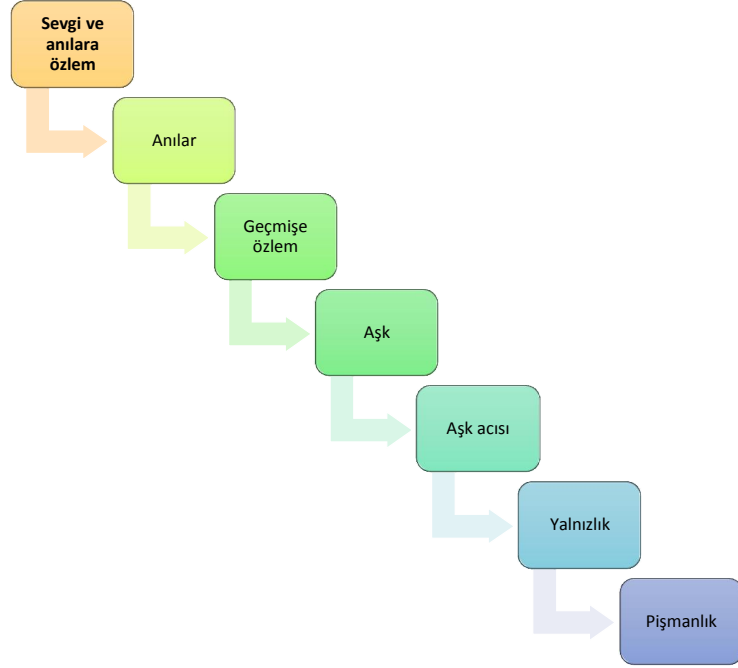 Sevgi ve
anılara
özlem
Anılar
Geçmişe
özlem
Aşk
Aşk acısı
Yalnızlık
Pişmanlık